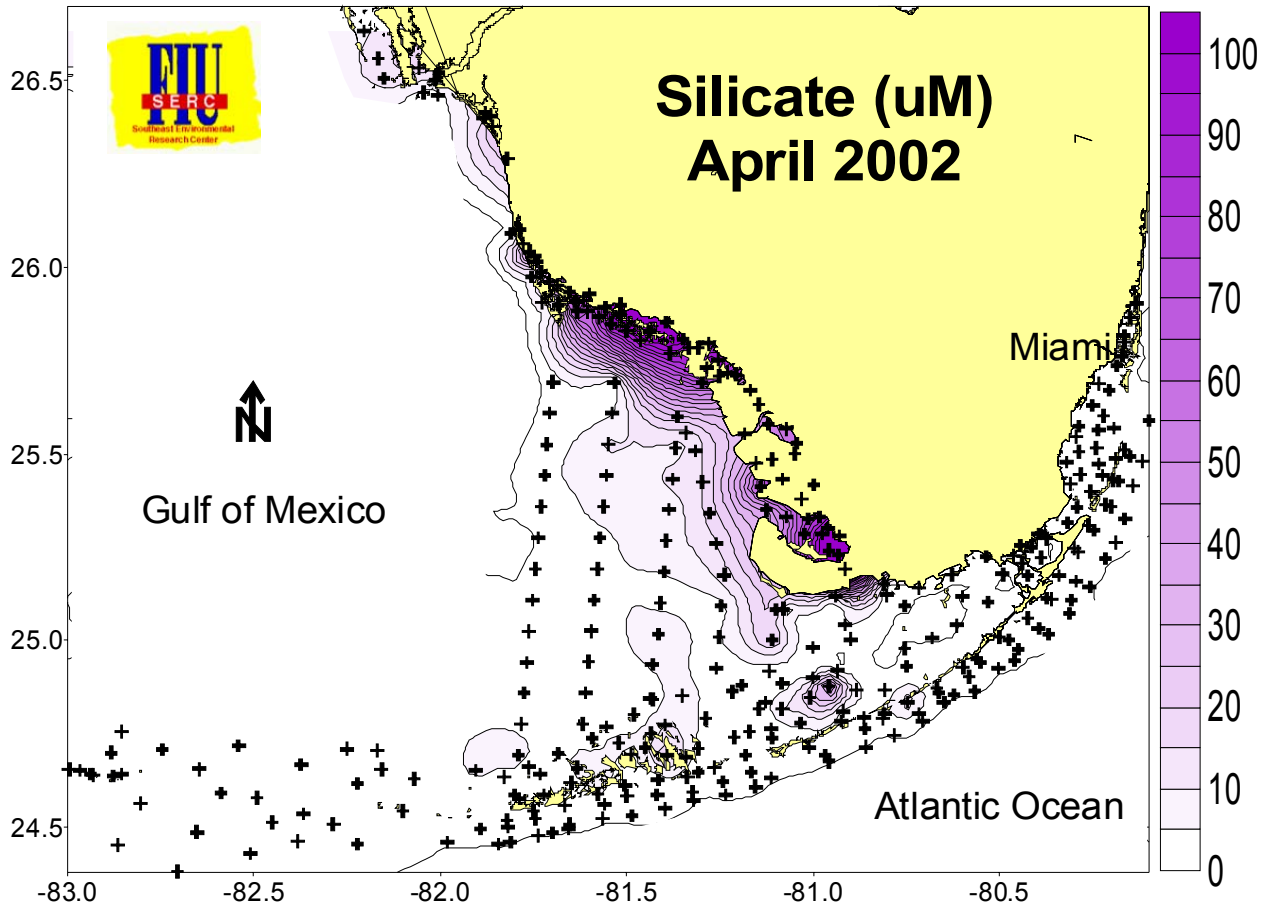 FIU
SERC
Southeast Environmental
Research Center
Silicate (uM)
April 2002
Miami
N
Gulf of Mexico
Atlantic Ocean
26.5
26.0
25.5
25.0
24.5
-83.0
-82.5
-82.0
-81.5
-81.0
-80.5
100
90
80
70
60
50
40
30
20
10
0